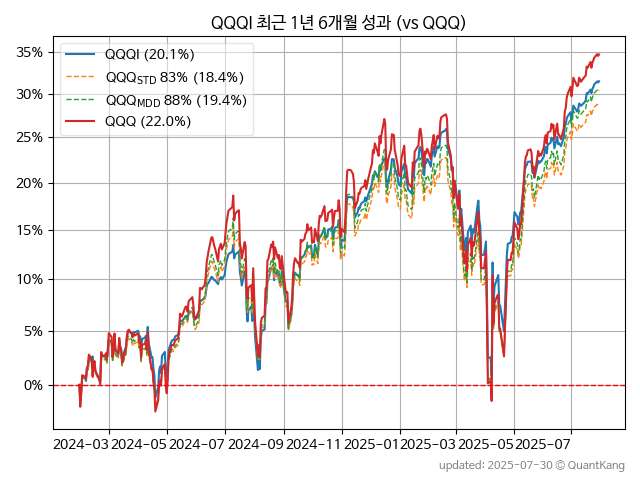 QQQI 최근 1년 6개월 성과 (vs QQQ)
QQQI (20.1%)
QQQSTD 83% (18.4%)
QQQMDD 88% (19.4%)
QQQ (22.0%)
35%
30%
25%
20%
15%
10%
5%
0%
2024-03 2024-05 2024-07 2024-09 2024-11 2025-01 2025-03 2025-05 2025-07
updated: 2025-07-30 © QuantKang